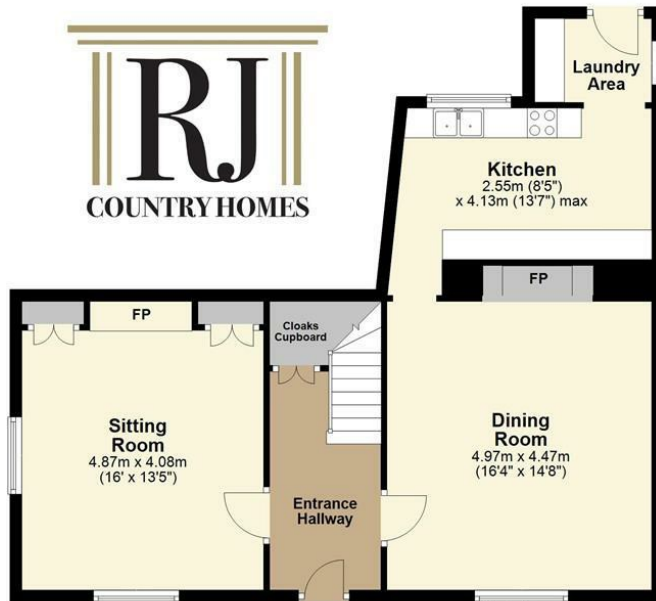 RJ
COUNTRY HOMES
Laundry
Area
Kitchen
2.55m (8'5")
x 4.13m (13'7") max
FP
FP
Cloaks
Cupboard
Sitting
Room
4.87m x 4.08m
(16' x 13'5")
Dining
Room
4.97m x 4.47m
(16'4" x 14'8")
Entrance
Hallway